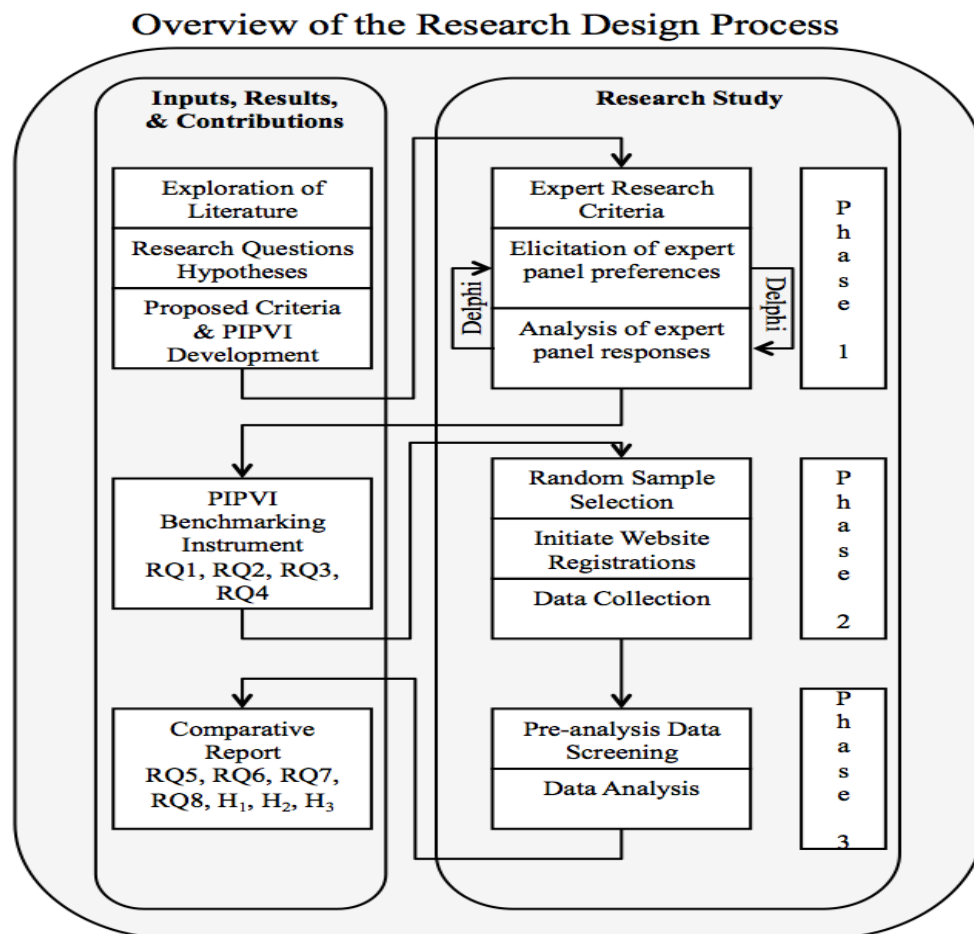 Overview of the Research Design Process
Inputs, Results,
& Contributions
Exploration of
Literature
Research Questions
Hypotheses
Proposed Criteria
& PIPVI
Development
PIPVI
Benchmarking
Instrument
RQ1, RQ2, RQ3,
RQ4
Comparative
Report
RQ5, RQ6, RQ7,
RQ8, H₁, H₂, H₃
Research Study
Expert Research
Criteria
Elicitation of expert
panel preferences
Analysis of expert
panel responses
Delphi
Delphi
Phase 1
Random Sample
Selection
Initiate Website
Registrations
Data Collection
Phase 2
Pre-analysis Data
Screening
Data Analysis
Phase 3